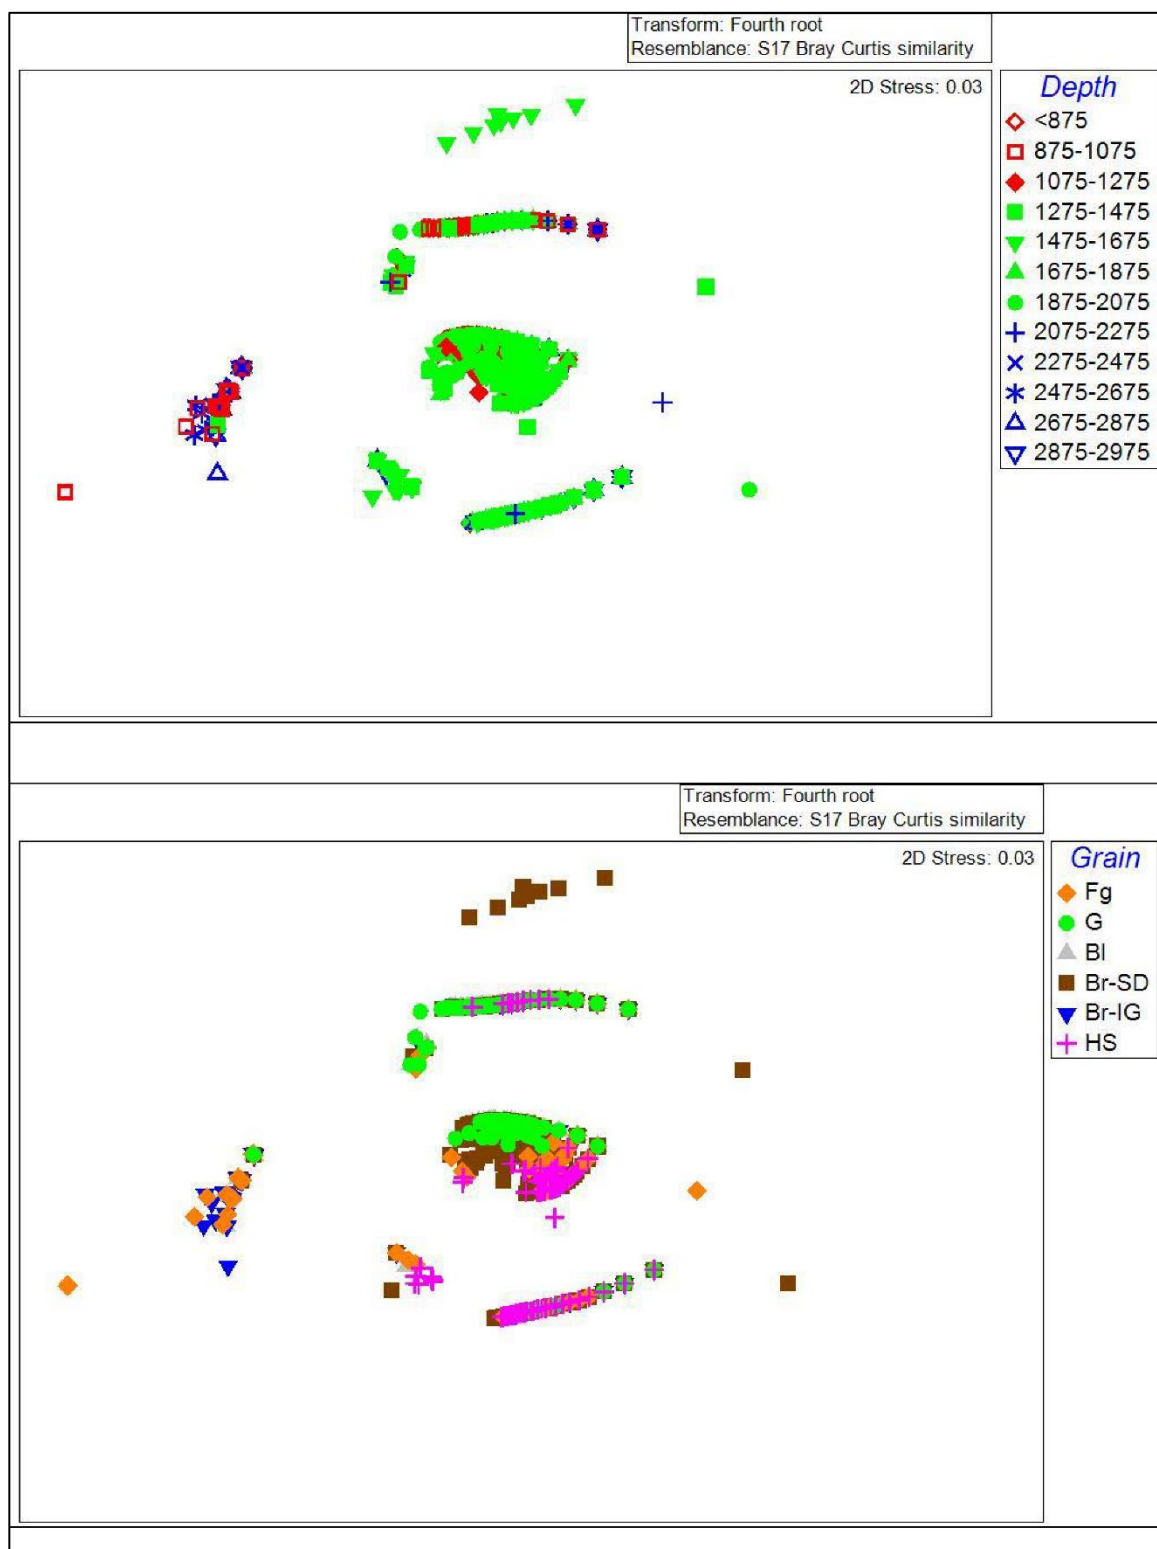 Transform: Fourth root
Resemblance: S17 Bray Curtis similarity
2D Stress: 0.03
Depth
<875
875-1075
1075-1275
1275-1475
1475-1675
1675-1875
1875-2075
2075-2275
2275-2475
2475-2675
2675-2875
2875-2975
Transform: Fourth root
Resemblance: S17 Bray Curtis similarity
2D Stress: 0.03
Grain
Fg
G
Bl
Br-SD
Br-IG
HS